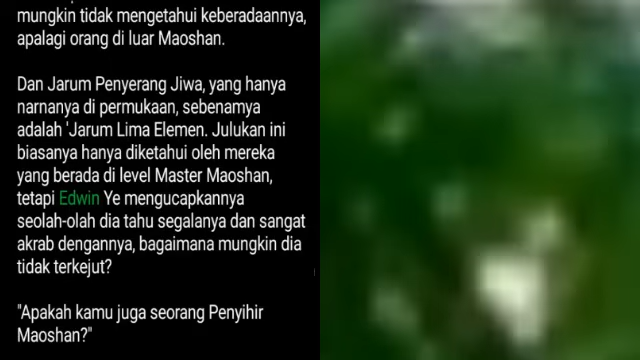 mungkin tidak mengetahui keberadaannya,
apalagi orang di luar Maoshan.
Dan Jarum Penyerang Jiwa, yang hanya
narnanya di permukaan, sebenamya
adalah 'Jarum Lima Elemen. Julukan ini
biasanya hanya diketahui oleh mereka
yang berada di level Master Maoshan,
tetapi Edwin Ye mengucapkannya
seolah-olah dia tahu segalanya dan sangat
akrab dengannya, bagaimana mungkin dia
tidak terkejut?
"Apakah kamu juga seorang Penyihir
Maoshan?"